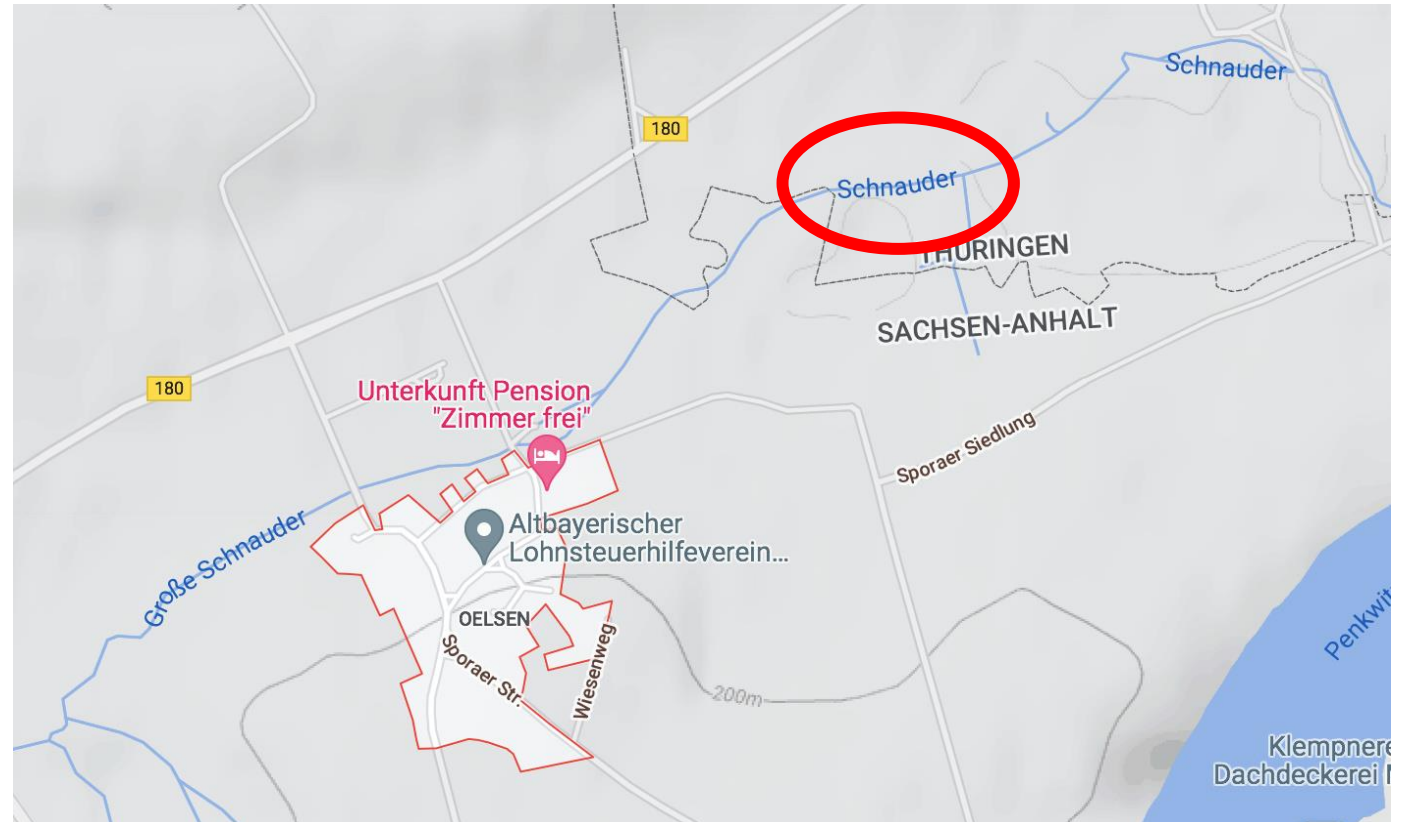 Schnauder
180
Schnauder
THÜRINGEN
SACHSEN-ANHALT
180
Unterkunft Pension
"Zimmer frei"
Sporaer Siedlung
Große Schnauder
Altbayerischer
Lohnsteuerhilfeverein...
OELSEN
Sporaer Str.
Wiesenweg
200m
Penkwit
Klempnere
Dachdeckerei